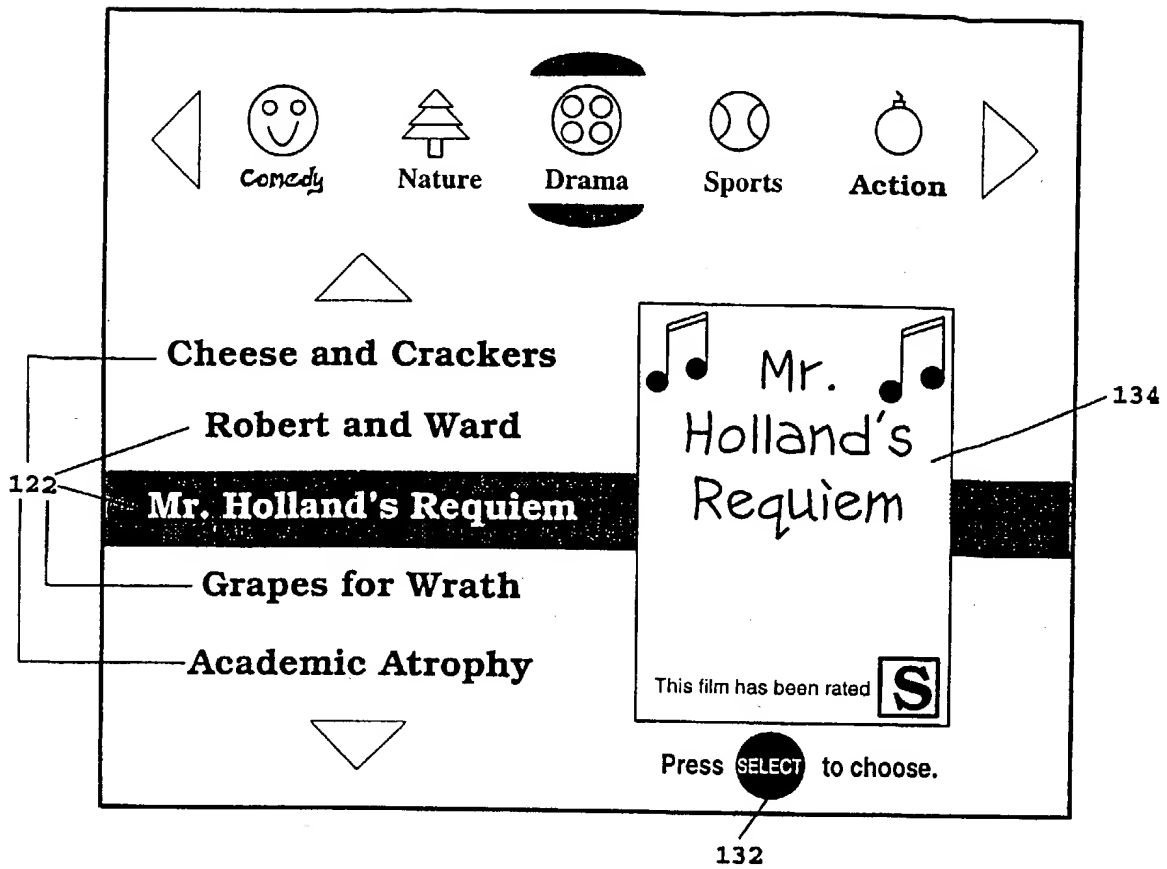 Comedy Nature Drama Sports Action
Cheese and Crackers
Robert and Ward
Mr. Holland's Requiem
Grapes for Wrath
Academic Atrophy
122
Mr.
Holland's
Requiem
This film has been rated S
134
Press SELECT to choose.
132